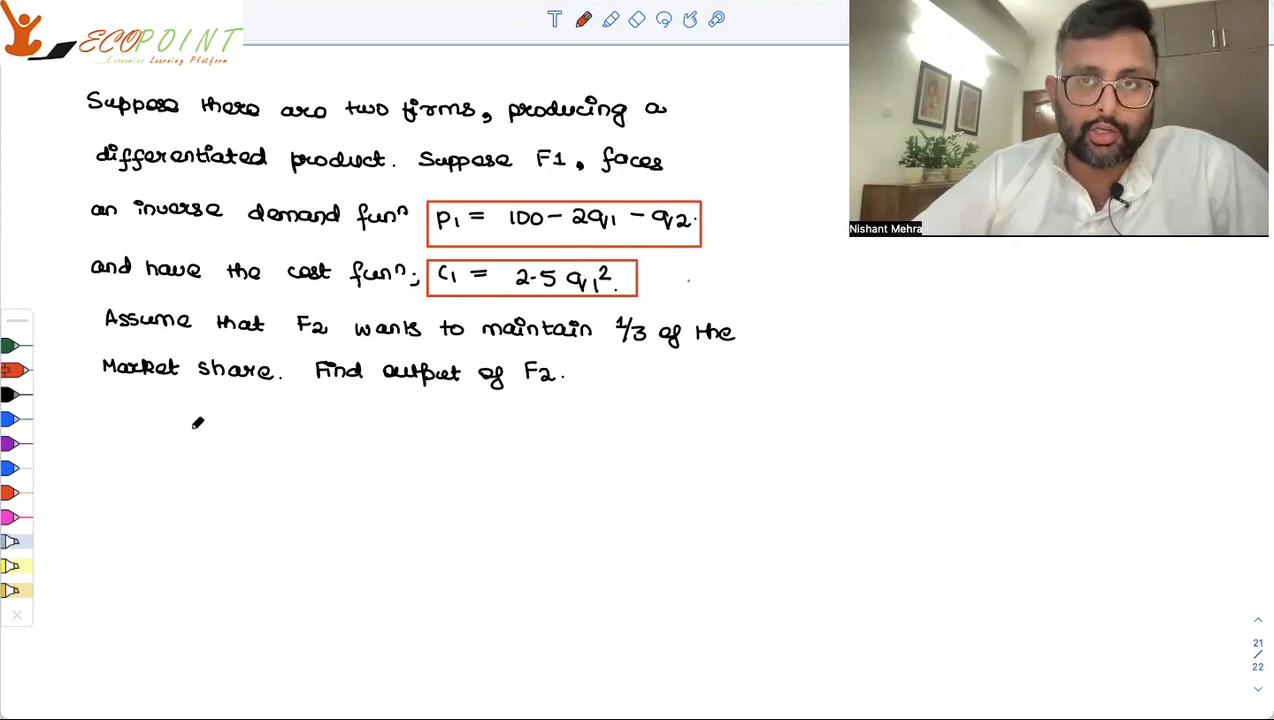 ECOPOINT
Economics Learning Platform
Suppose there are two firms, producing a
differentiated product. Suppose F1, faces
an inverse demand funⁿ p₁ = 100 - 2q₁ - q₂.
and have the cost funⁿ; C₁ = 2.5 q₁².
Assume that F2 wants to maintain 1/3 of the
Market share. Find output of F2.
Nishant Mehra
21
/
22